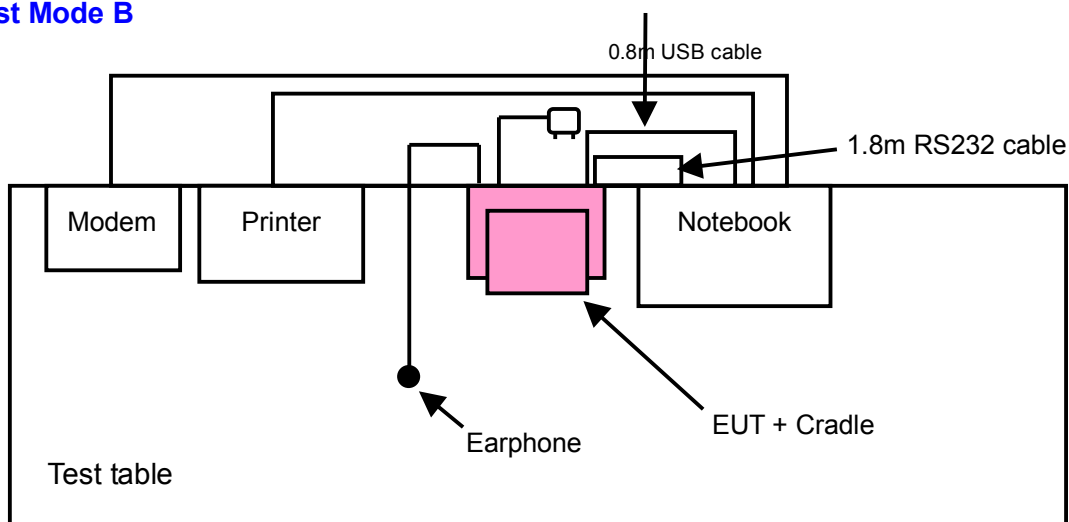 st Mode B
0.8m USB cable
1.8m RS232 cable
Modem
Printer
Notebook
EUT + Cradle
Earphone
Test table